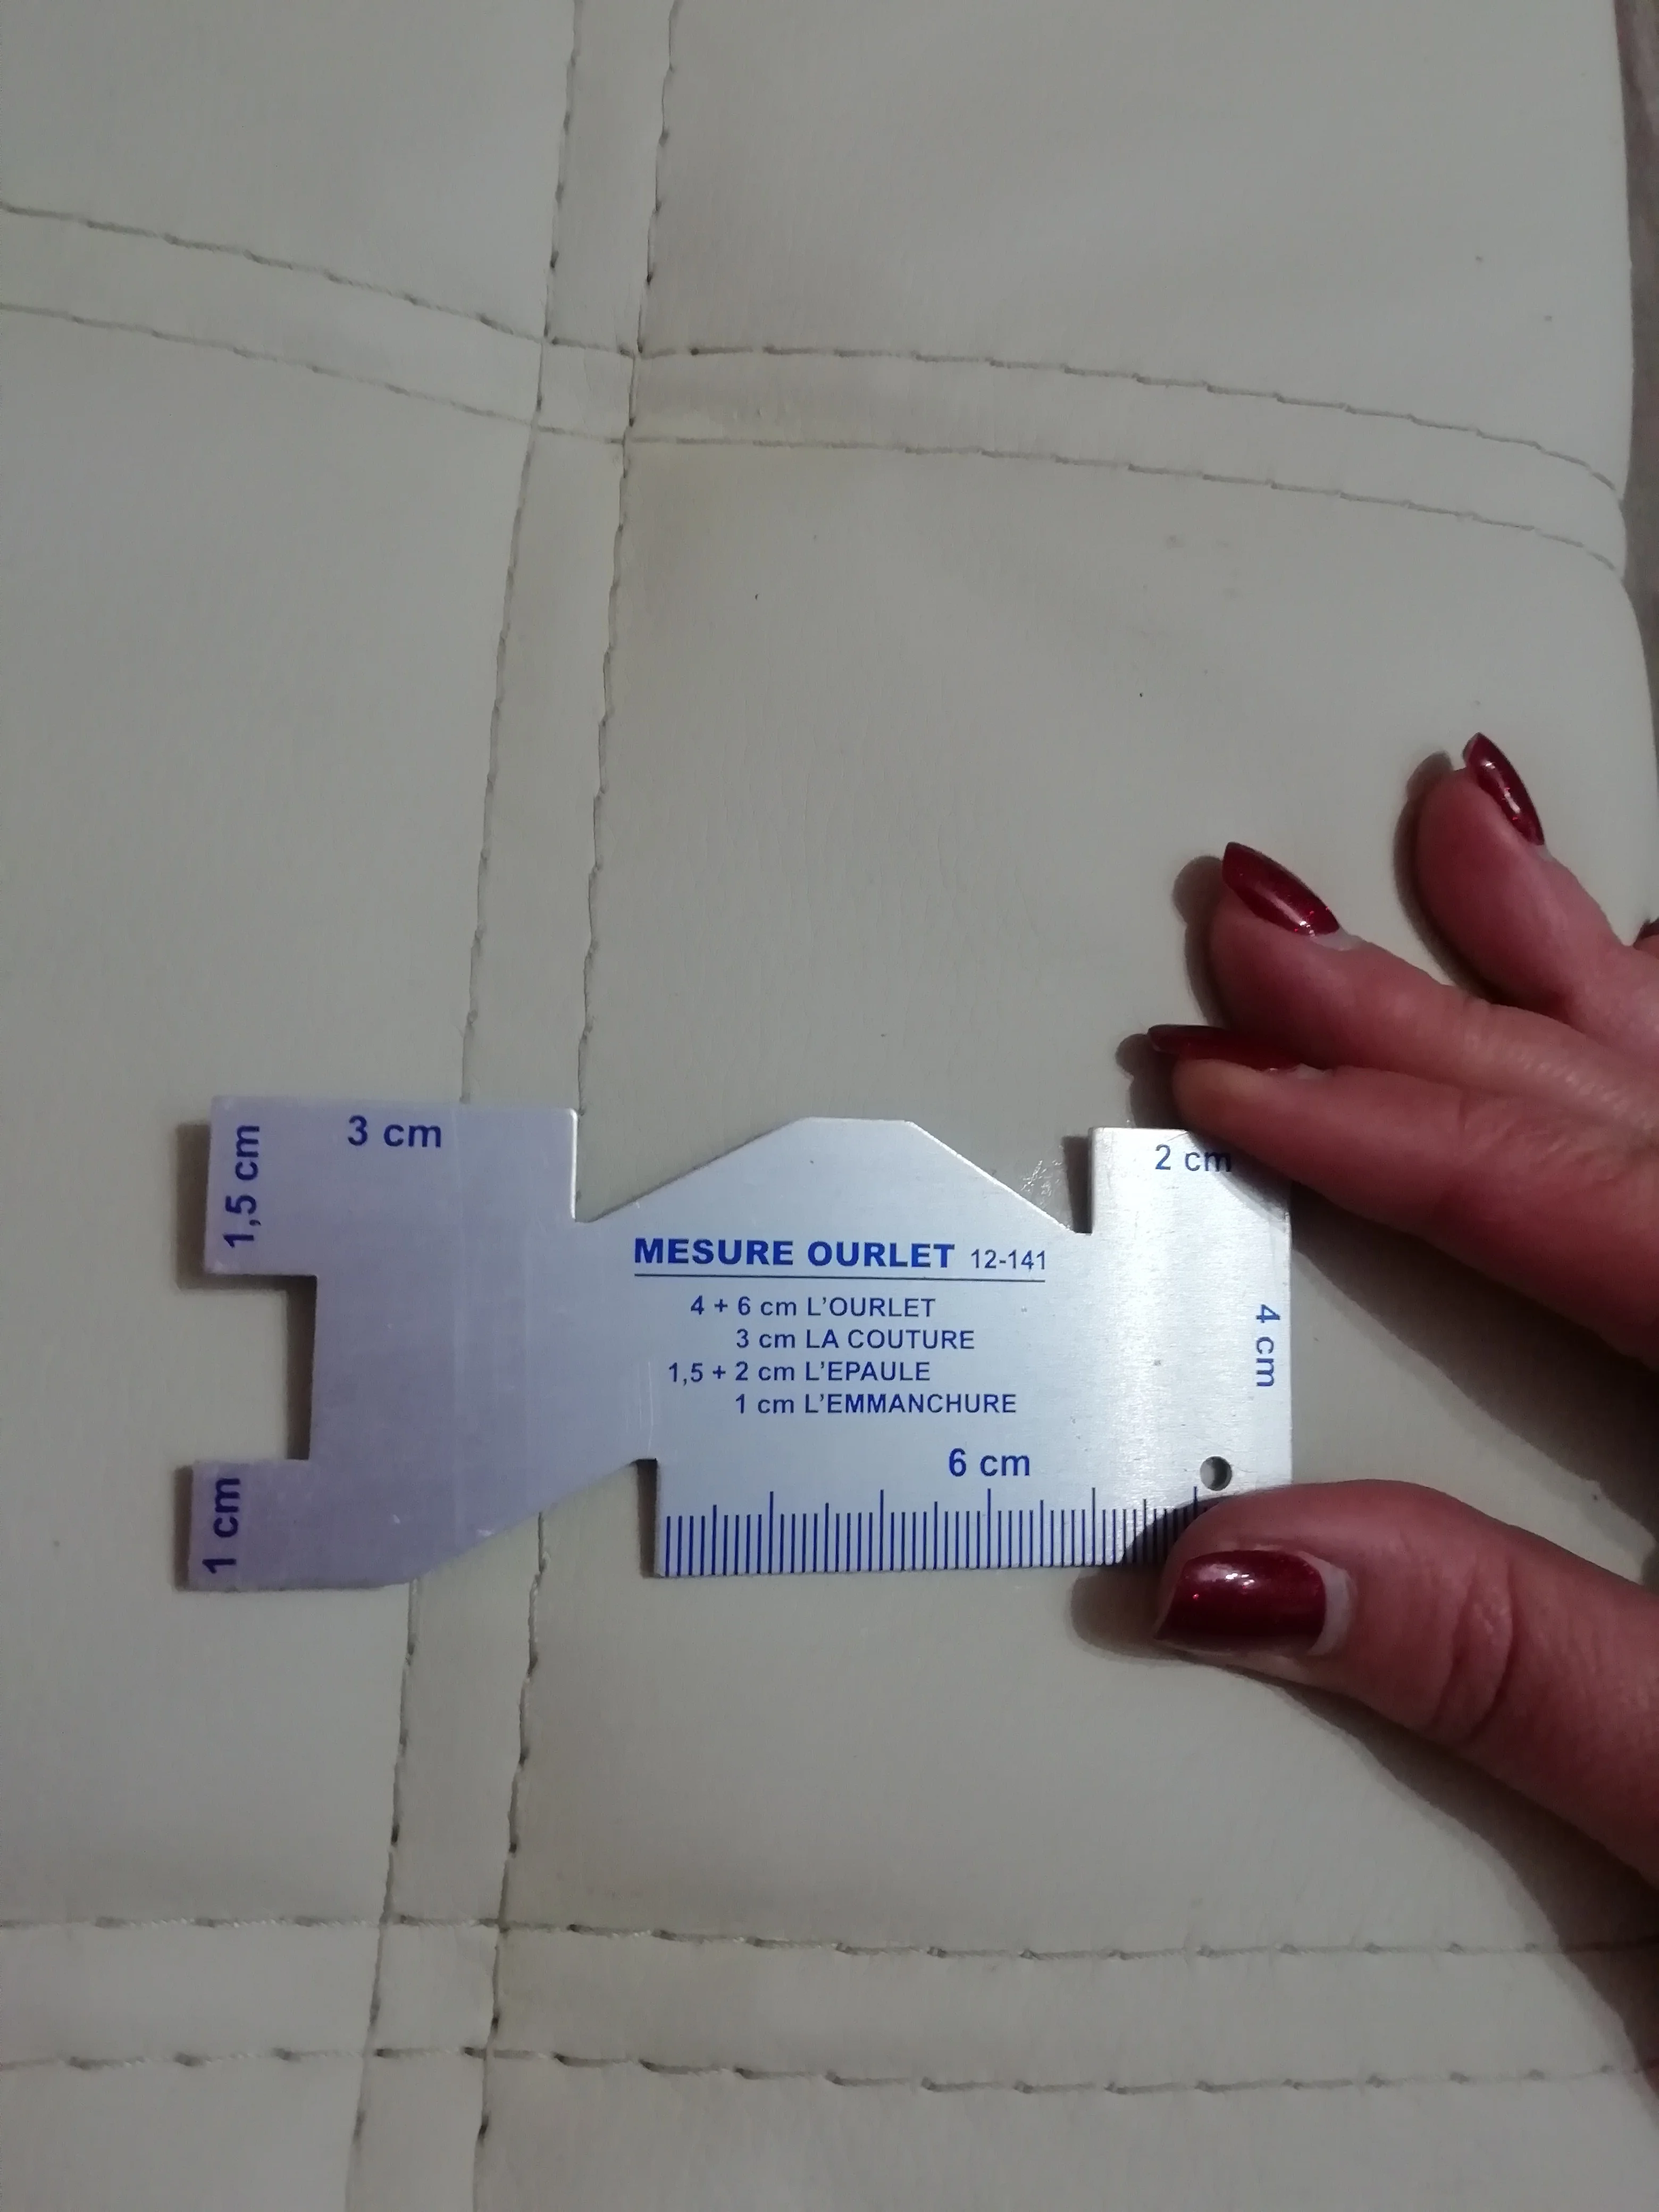 3 cm
1,5 cm
2 cm
MESURE OURLET 12-141
4 + 6 cm L'OURLET
3 cm LA COUTURE
1,5 + 2 cm L'EPAULE
1 cm L'EMMANCHURE
4 cm
6 cm
1 cm